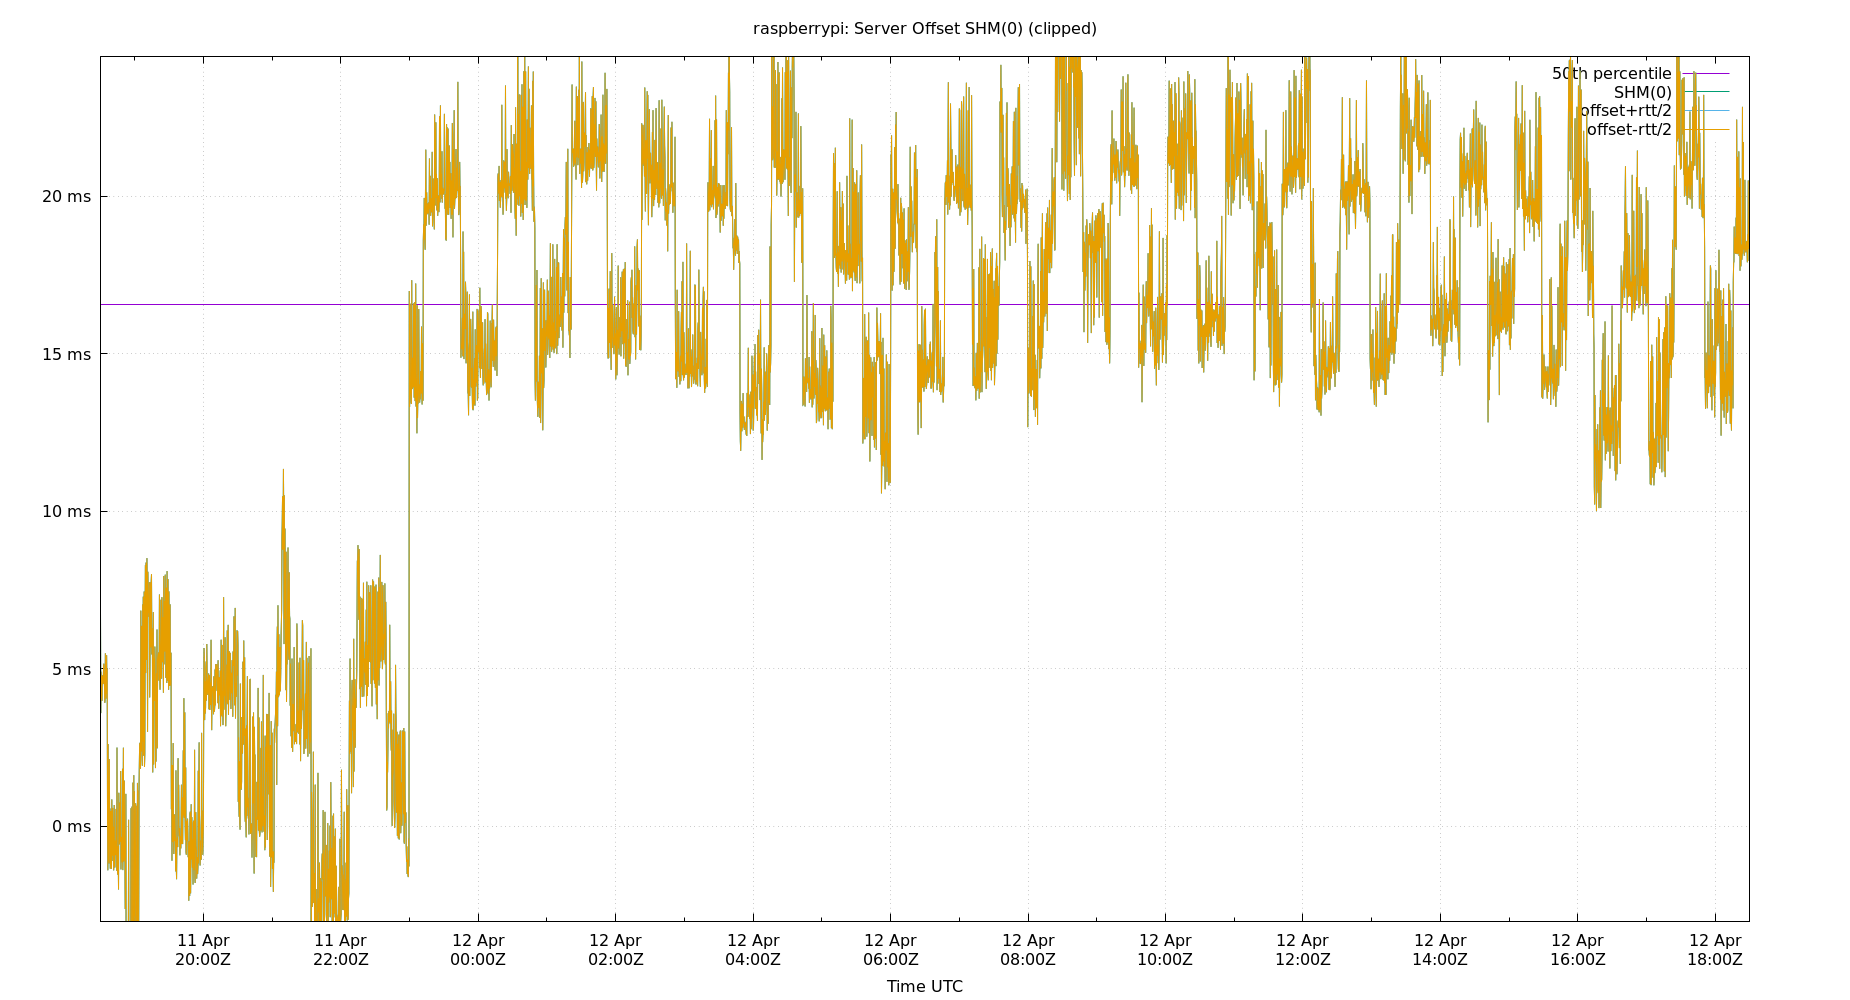 raspberrypi: Server Offset SHM(0) (clipped)
50th percentile
SHM(0)
offset+rtt/2
offset-rtt/2
20 ms
15 ms
10 ms
5 ms
0 ms
11 Apr 11 Apr 12 Apr 12 Apr 12 Apr 12 Apr 12 Apr 12 Apr 12 Apr 12 Apr 12 Apr 12 Apr
20:00Z 22:00Z 00:00Z 02:00Z 04:00Z 06:00Z 08:00Z 10:00Z 12:00Z 14:00Z 16:00Z 18:00Z
Time UTC